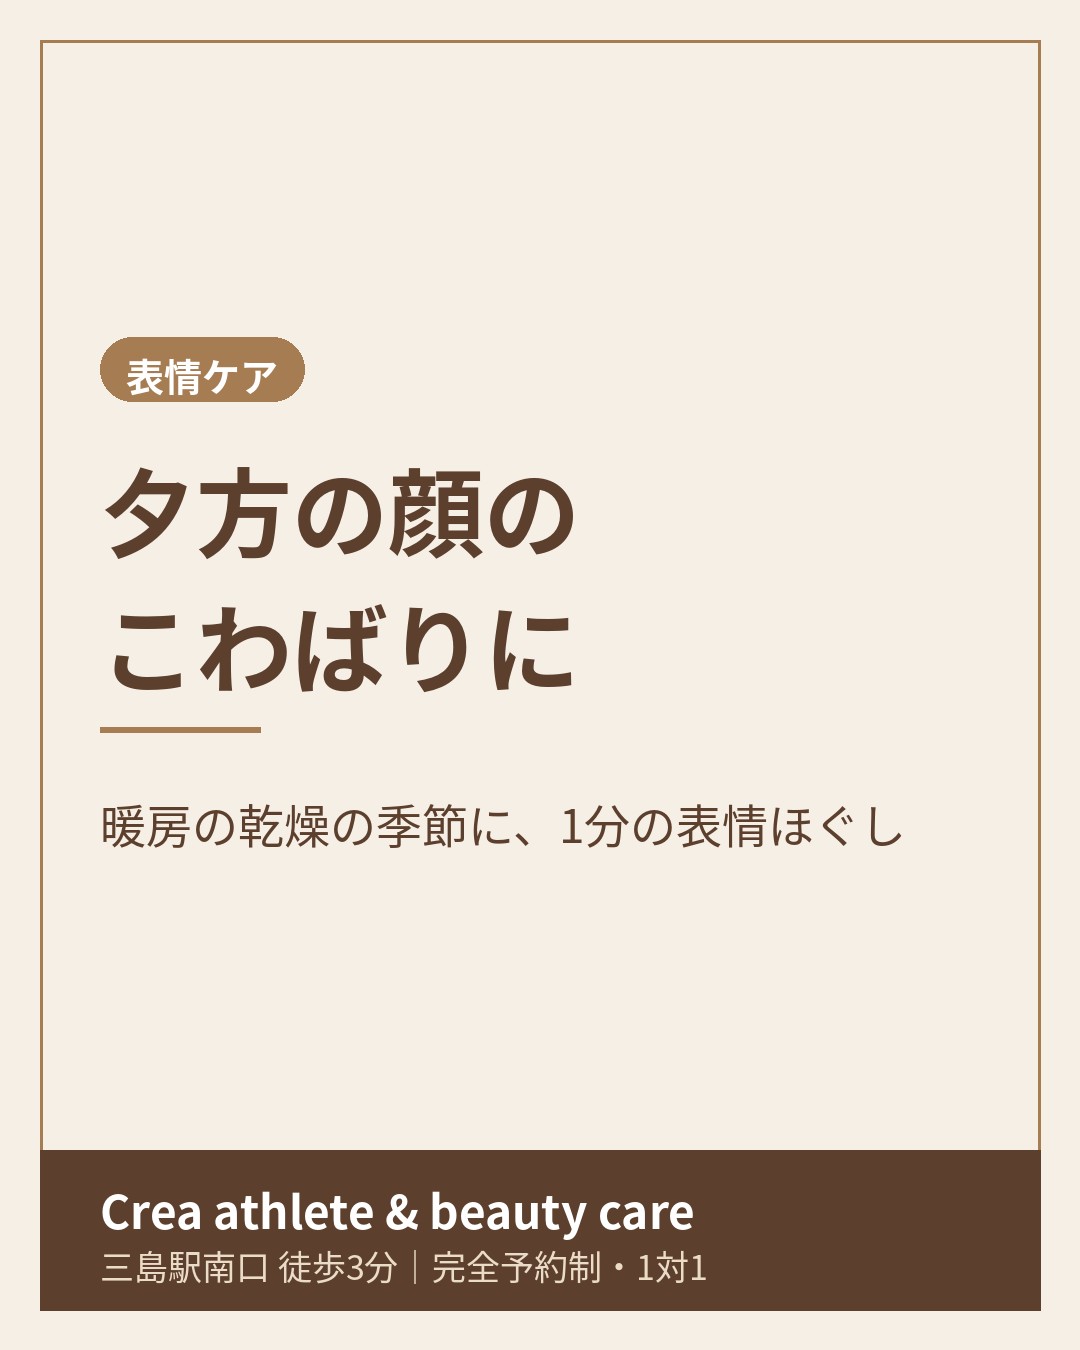 表情ケア
夕方の顔の
こわばりに
暖房の乾燥の季節に、1分の表情ほぐし
Crea athlete & beauty care
三島駅南口 徒歩3分｜完全予約制・1対1